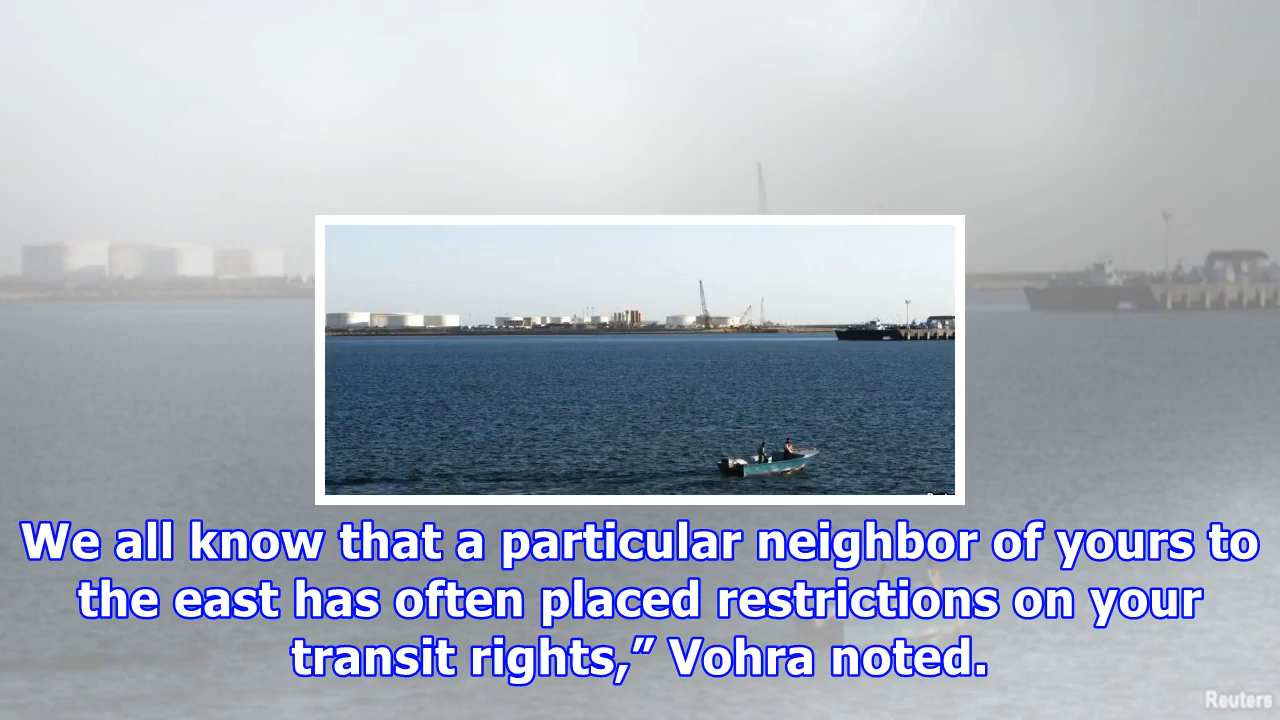 We all know that a particular neighbor of yours to
the east has often placed restrictions on your
transit rights,” Vohra noted.
Reuters